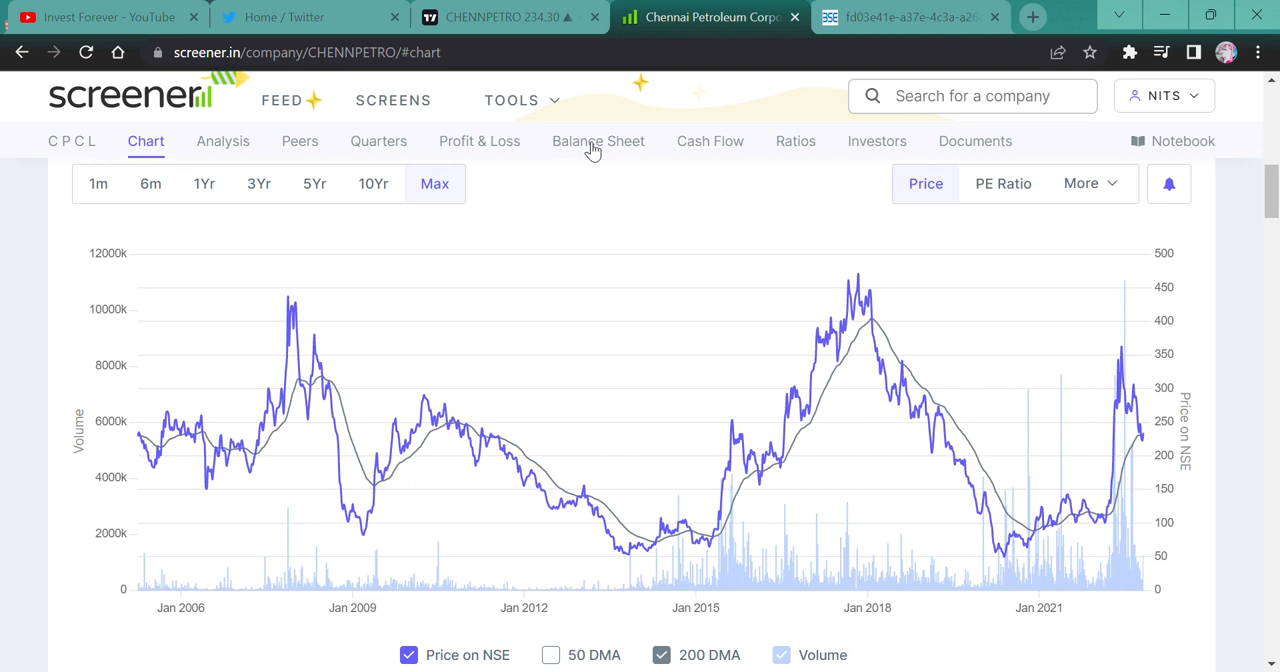 Invest Forever - YouTube
Home / Twitter
CHENNPETRO 234.30 ▲
Chennai Petroleum Corpo
BSE fd03e41e-a37e-4c3a-a26
screener.in/company/CHENNPETRO/#chart
screener
FEED✨ SCREENS TOOLS
Search for a company
NITS
C P C L Chart Analysis Peers Quarters Profit & Loss Balance Sheet Cash Flow Ratios Investors Documents Notebook
1m 6m 1Yr 3Yr 5Yr 10Yr Max
Price PE Ratio More
12000k
10000k
8000k
6000k
4000k
2000k
0
Volume
500
450
400
350
300
250
200
150
100
50
0
Price on NSE
Jan 2006 Jan 2009 Jan 2012 Jan 2015 Jan 2018 Jan 2021
Price on NSE 50 DMA 200 DMA Volume